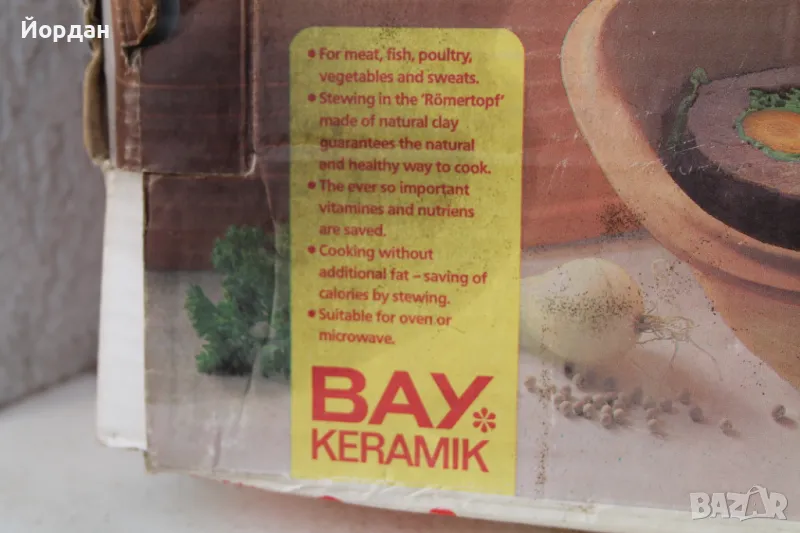 Йордан
• For meat, fish, poultry,
vegetables and sweats.
• Stewing in the 'Römertopf'
made of natural clay
guarantees the natural
and healthy way to cook.
• The ever so important
vitamines and nutriens
are saved.
• Cooking without
additional fat – saving of
calories by stewing.
• Suitable for oven or
microwave.
BAY
KERAMIK
BAZAR